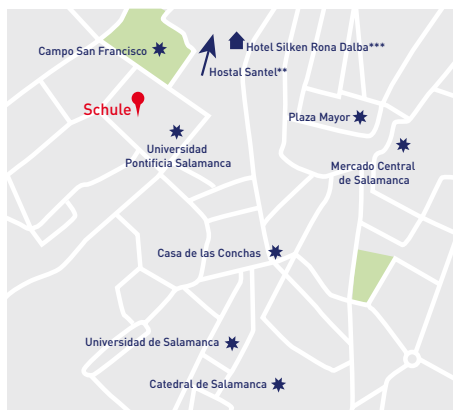 Campo San Francisco
Hotel Silken Rona Dalba***
Hostal Santel**
Schule
Plaza Mayor
Universidad
Pontificia Salamanca
Mercado Central
de Salamanca
Casa de las Conchas
Universidad de Salamanca
Catedral de Salamanca